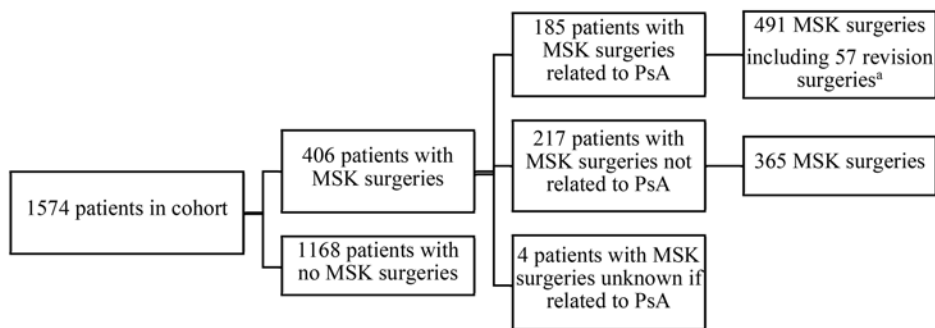 1574 patients in cohort
406 patients with
MSK surgeries
1168 patients with
no MSK surgeries
185 patients with
MSK surgeries
related to PsA
217 patients with
MSK surgeries not
related to PsA
4 patients with MSK
surgeries unknown if
related to PsA
491 MSK surgeries
including 57 revision
surgeriesᵃ
365 MSK surgeries